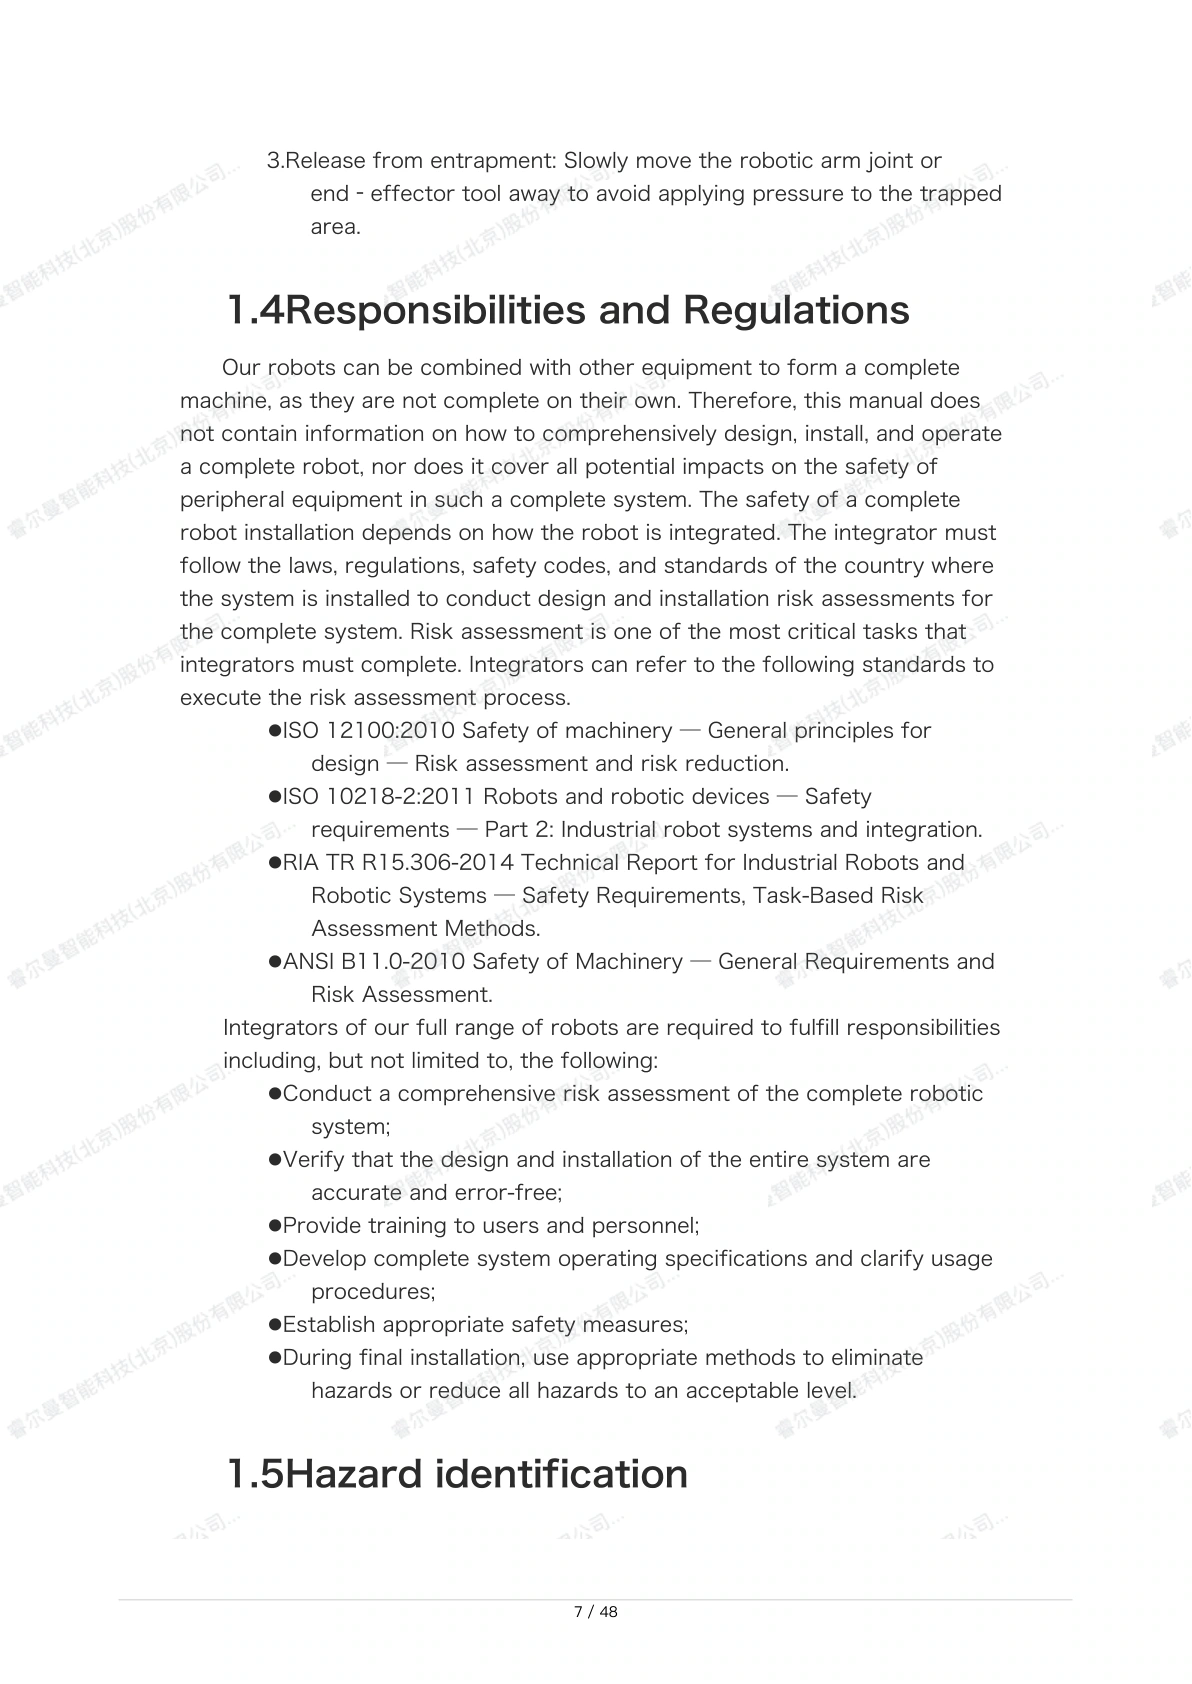 3.Release from entrapment: Slowly move the robotic arm joint or
end - effector tool away to avoid applying pressure to the trapped
area.
1.4Responsibilities and Regulations
Our robots can be combined with other equipment to form a complete
machine, as they are not complete on their own. Therefore, this manual does
not contain information on how to comprehensively design, install, and operate
a complete robot, nor does it cover all potential impacts on the safety of
peripheral equipment in such a complete system. The safety of a complete
robot installation depends on how the robot is integrated. The integrator must
follow the laws, regulations, safety codes, and standards of the country where
the system is installed to conduct design and installation risk assessments for
the complete system. Risk assessment is one of the most critical tasks that
integrators must complete. Integrators can refer to the following standards to
execute the risk assessment process.
●ISO 12100:2010 Safety of machinery — General principles for
design — Risk assessment and risk reduction.
●ISO 10218-2:2011 Robots and robotic devices — Safety
requirements — Part 2: Industrial robot systems and integration.
●RIA TR R15.306-2014 Technical Report for Industrial Robots and
Robotic Systems — Safety Requirements, Task-Based Risk
Assessment Methods.
●ANSI B11.0-2010 Safety of Machinery — General Requirements and
Risk Assessment.
Integrators of our full range of robots are required to fulfill responsibilities
including, but not limited to, the following:
●Conduct a comprehensive risk assessment of the complete robotic
system;
●Verify that the design and installation of the entire system are
accurate and error-free;
●Provide training to users and personnel;
●Develop complete system operating specifications and clarify usage
procedures;
●Establish appropriate safety measures;
●During final installation, use appropriate methods to eliminate
hazards or reduce all hazards to an acceptable level.
1.5Hazard identification
7 / 48
睿尔曼智能科技(北京)股份有限公司...